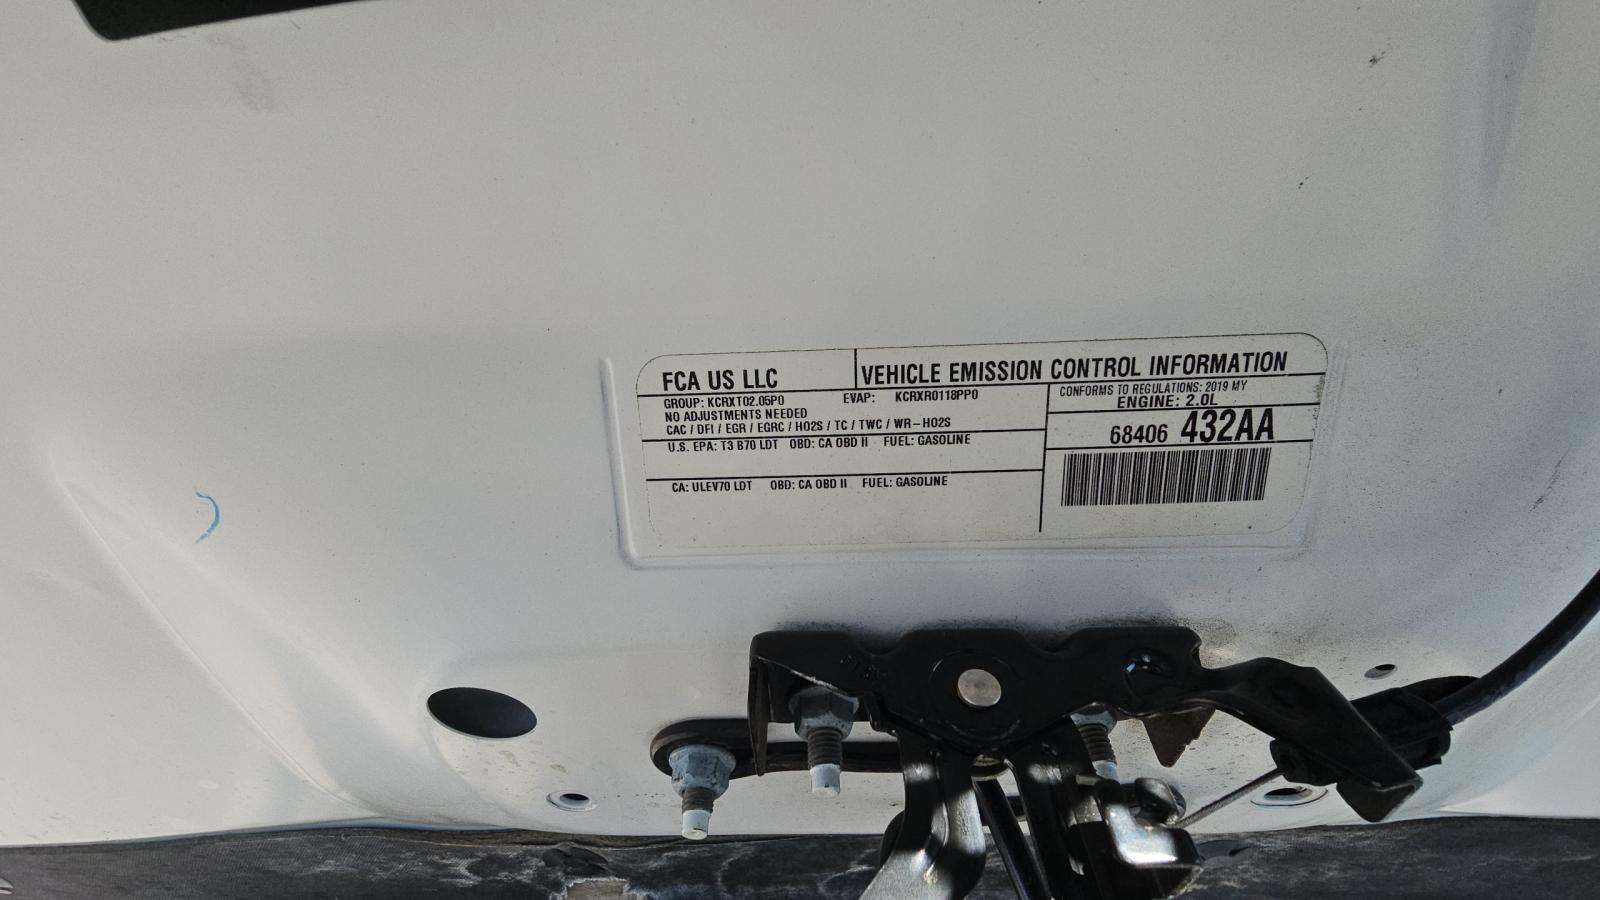 FCA US LLC
VEHICLE EMISSION CONTROL INFORMATION
GROUP: KCRXT02.05P0 EVAP: KCRXR0118PP0
NO ADJUSTMENTS NEEDED
CAC / DFI / EGR / EGRC / HO2S / TC / TWC / WR-HO2S
U.S. EPA: T3 B70 LDT OBD: CA OBD II FUEL: GASOLINE
CA: ULEV70 LDT OBD: CA OBD II FUEL: GASOLINE
CONFORMS TO REGULATIONS: 2019 MY
ENGINE: 2.0L
68406 432AA